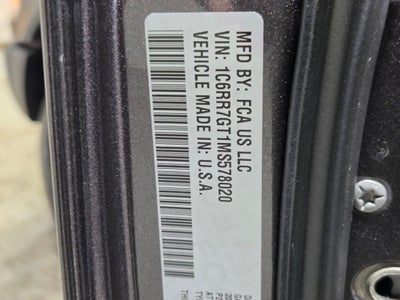 MFD BY: FCA US LLC
VIN: 1C6RR7GT1MS578020
VEHICLE MADE IN: U.S.A.